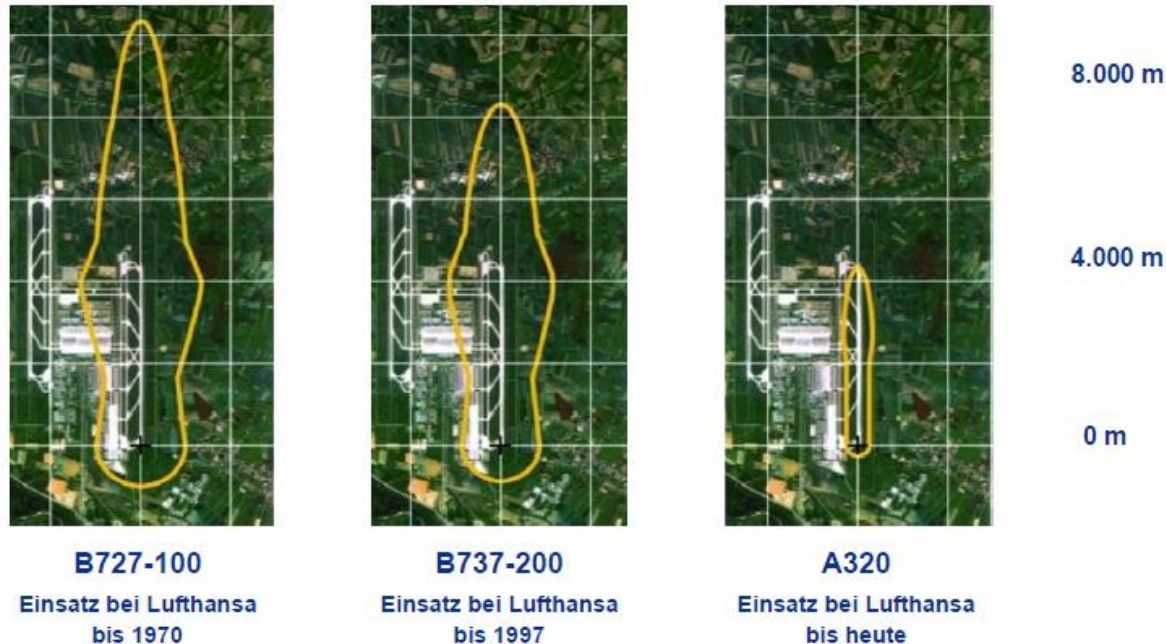 8.000 m
4.000 m
0 m
B727-100
Einsatz bei Lufthansa
bis 1970
B737-200
Einsatz bei Lufthansa
bis 1997
A320
Einsatz bei Lufthansa
bis heute